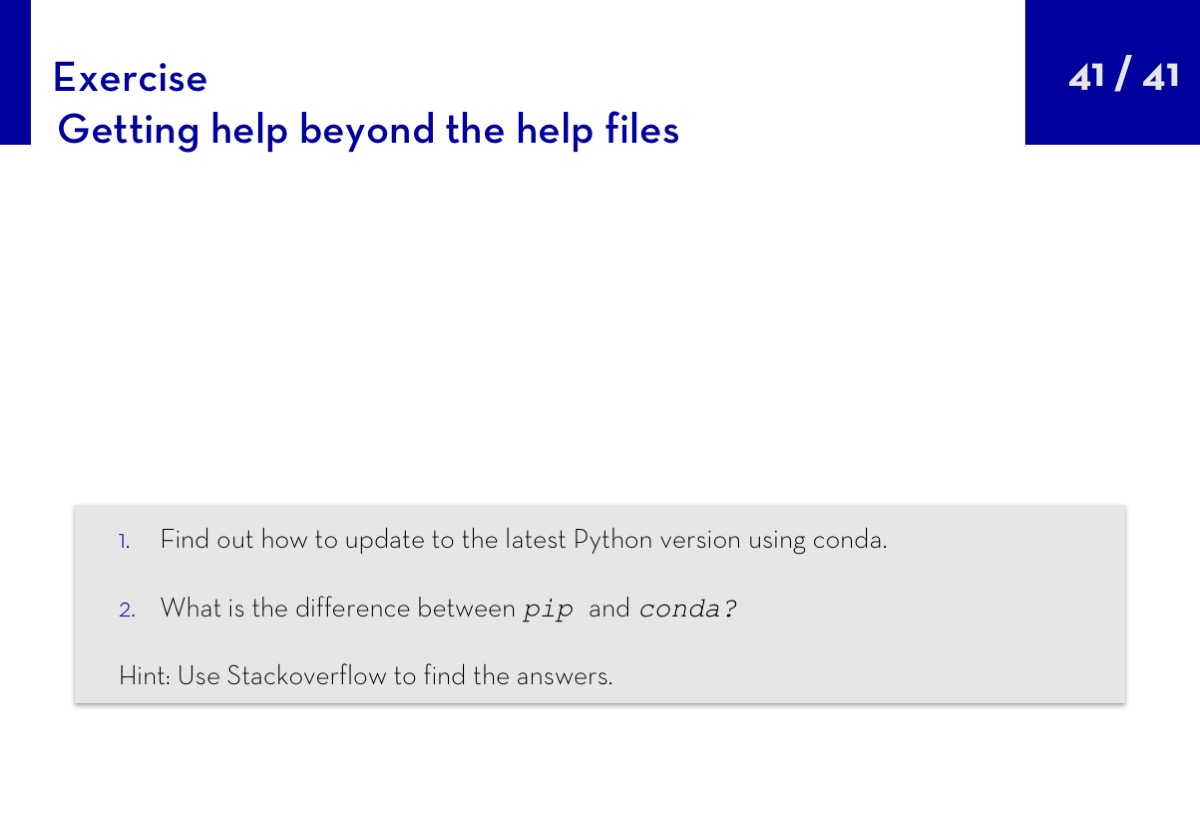 Exercise
Getting help beyond the help files
41 / 41
1. Find out how to update to the latest Python version using conda.
2. What is the difference between pip and conda?
Hint: Use Stackoverflow to find the answers.